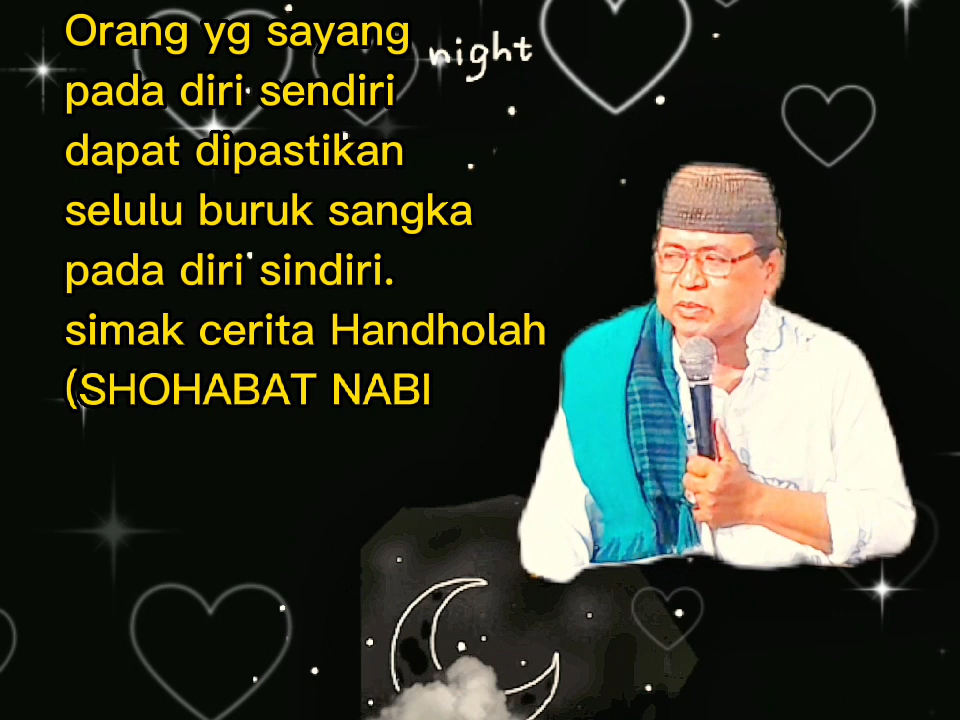 Orang yg sayang
night
pada diri sendiri
dapat dipastikan
selulu buruk sangka
pada diri sindiri.
simak cerita Handholah
(SHOHABAT NABI